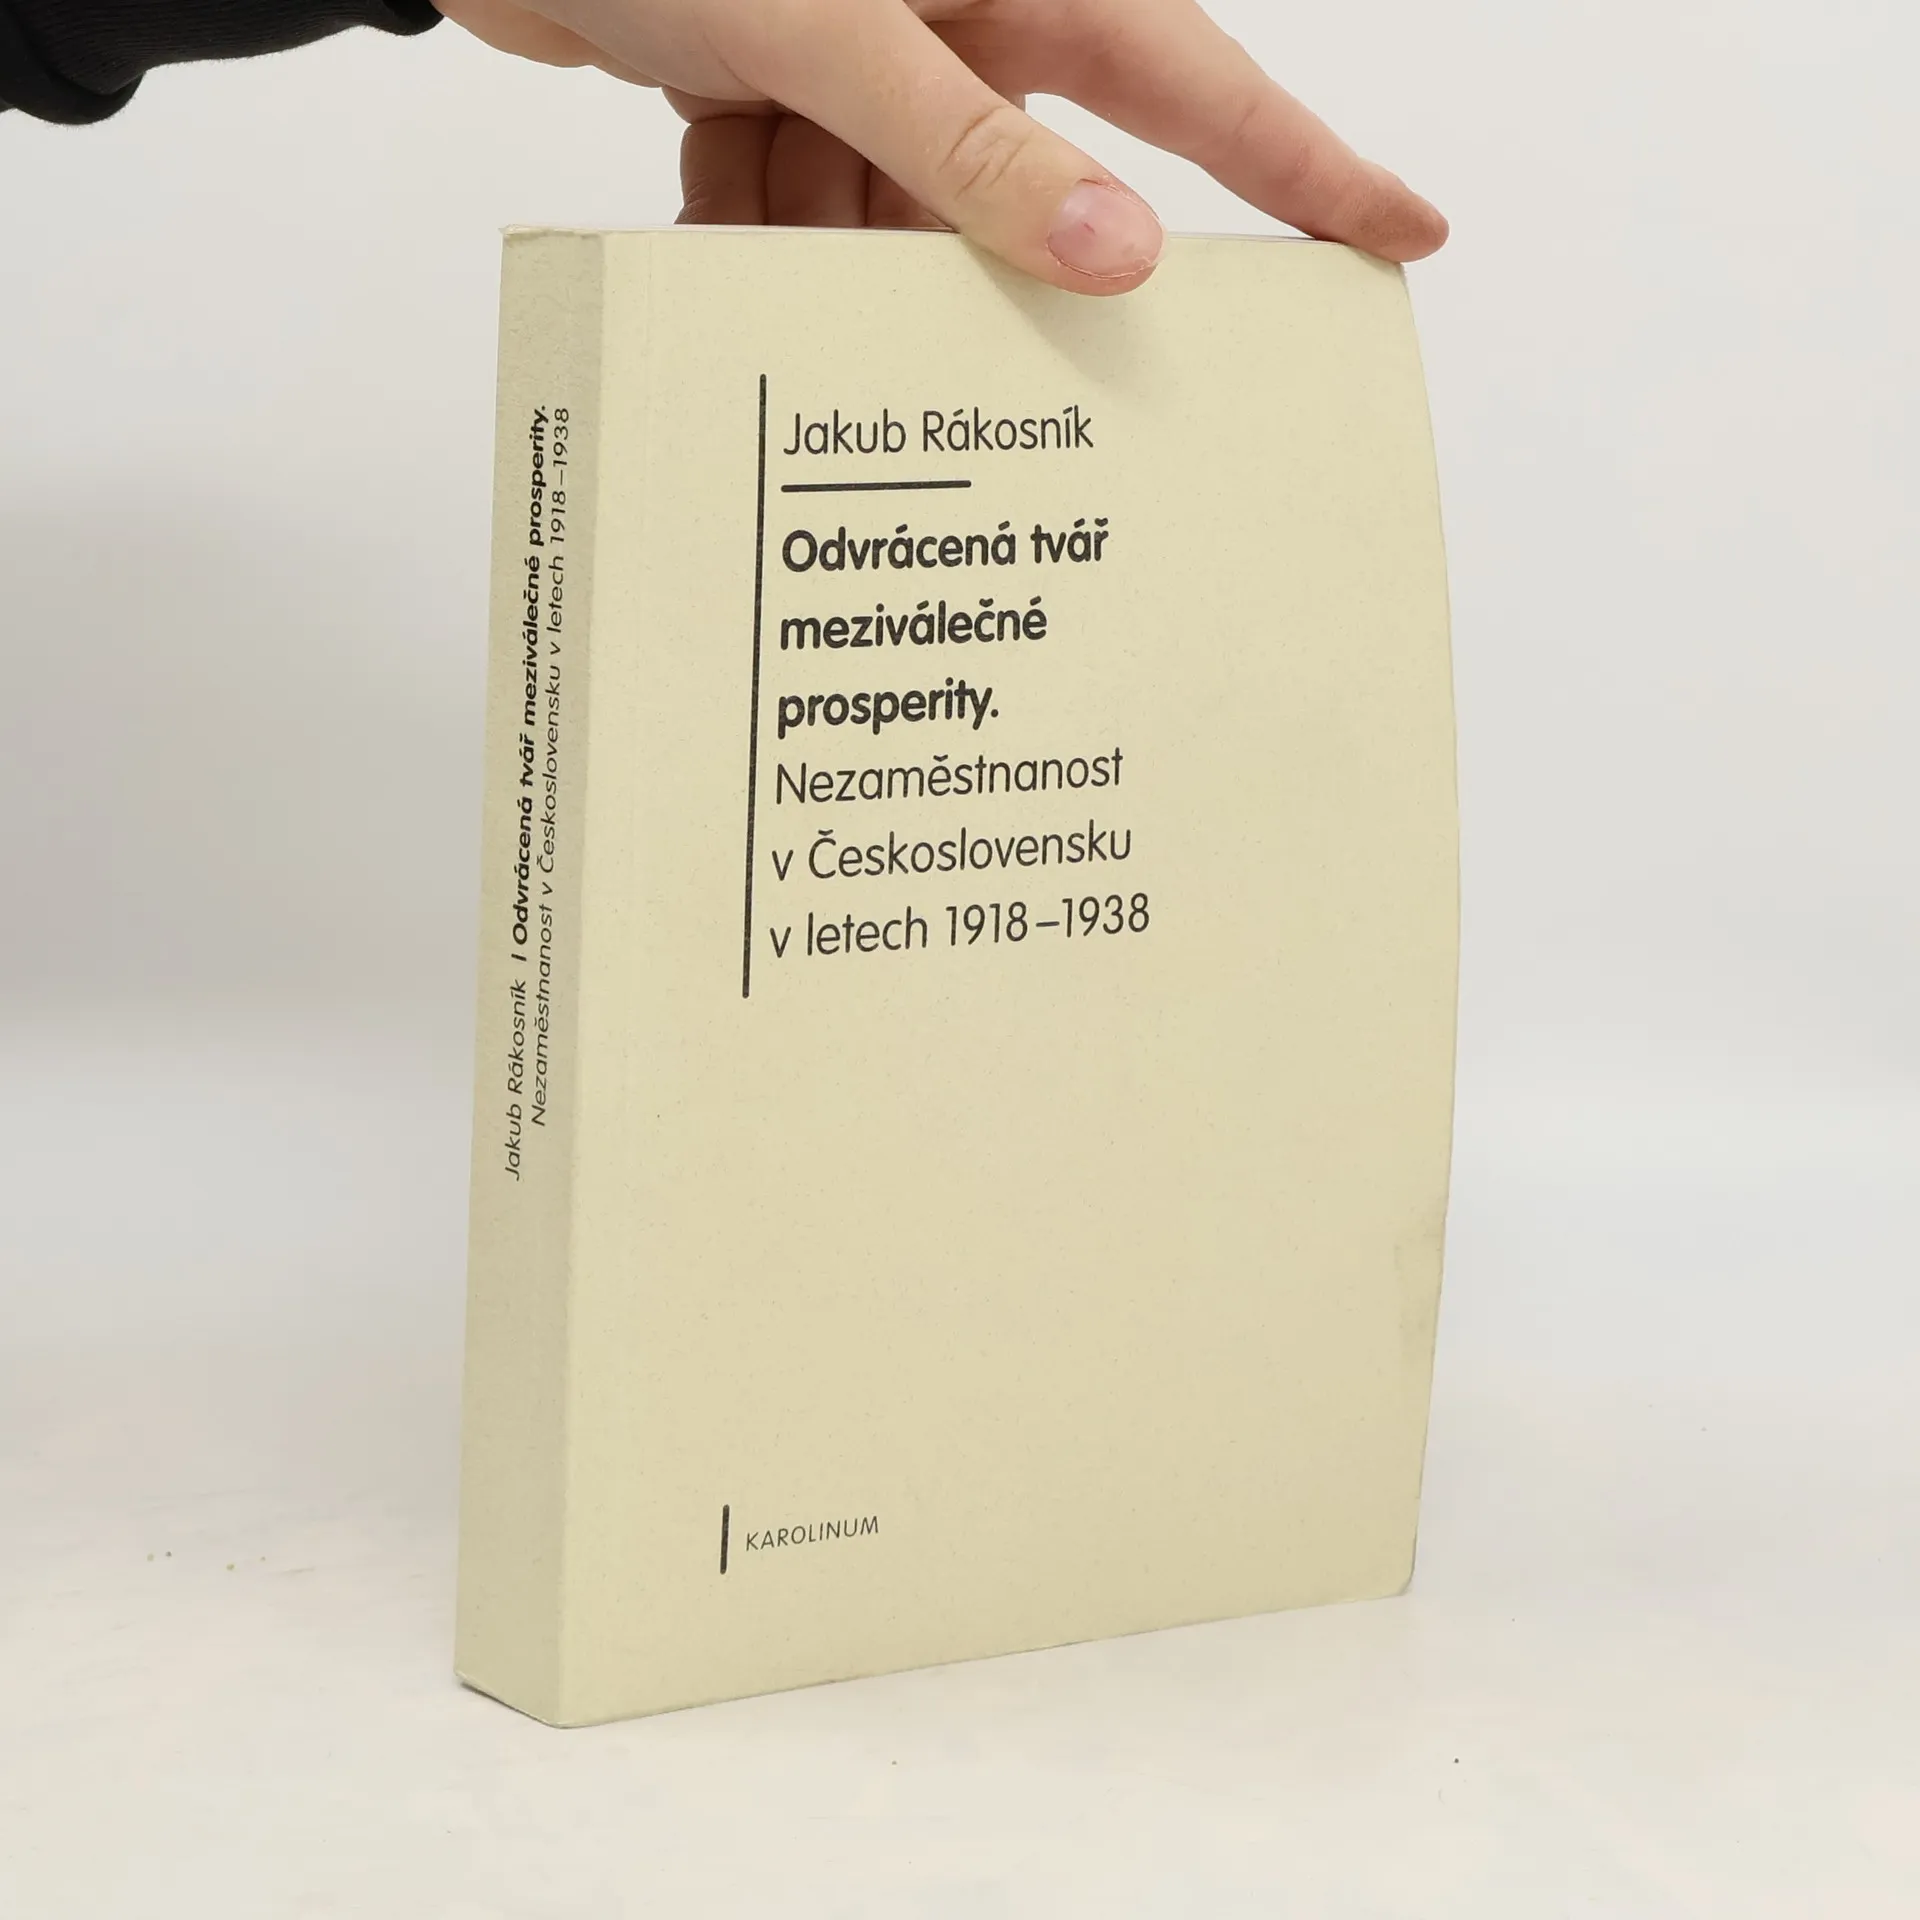 Jakub Rákosník | Odvrácená tvář meziválečné prosperity.
Nezaměstnanost v Československu v letech 1918–1938
Jakub Rákosník
Odvrácená tvář
meziválečné
prosperity.
Nezaměstnanost
v Československu
v letech 1918–1938
KAROLINUM